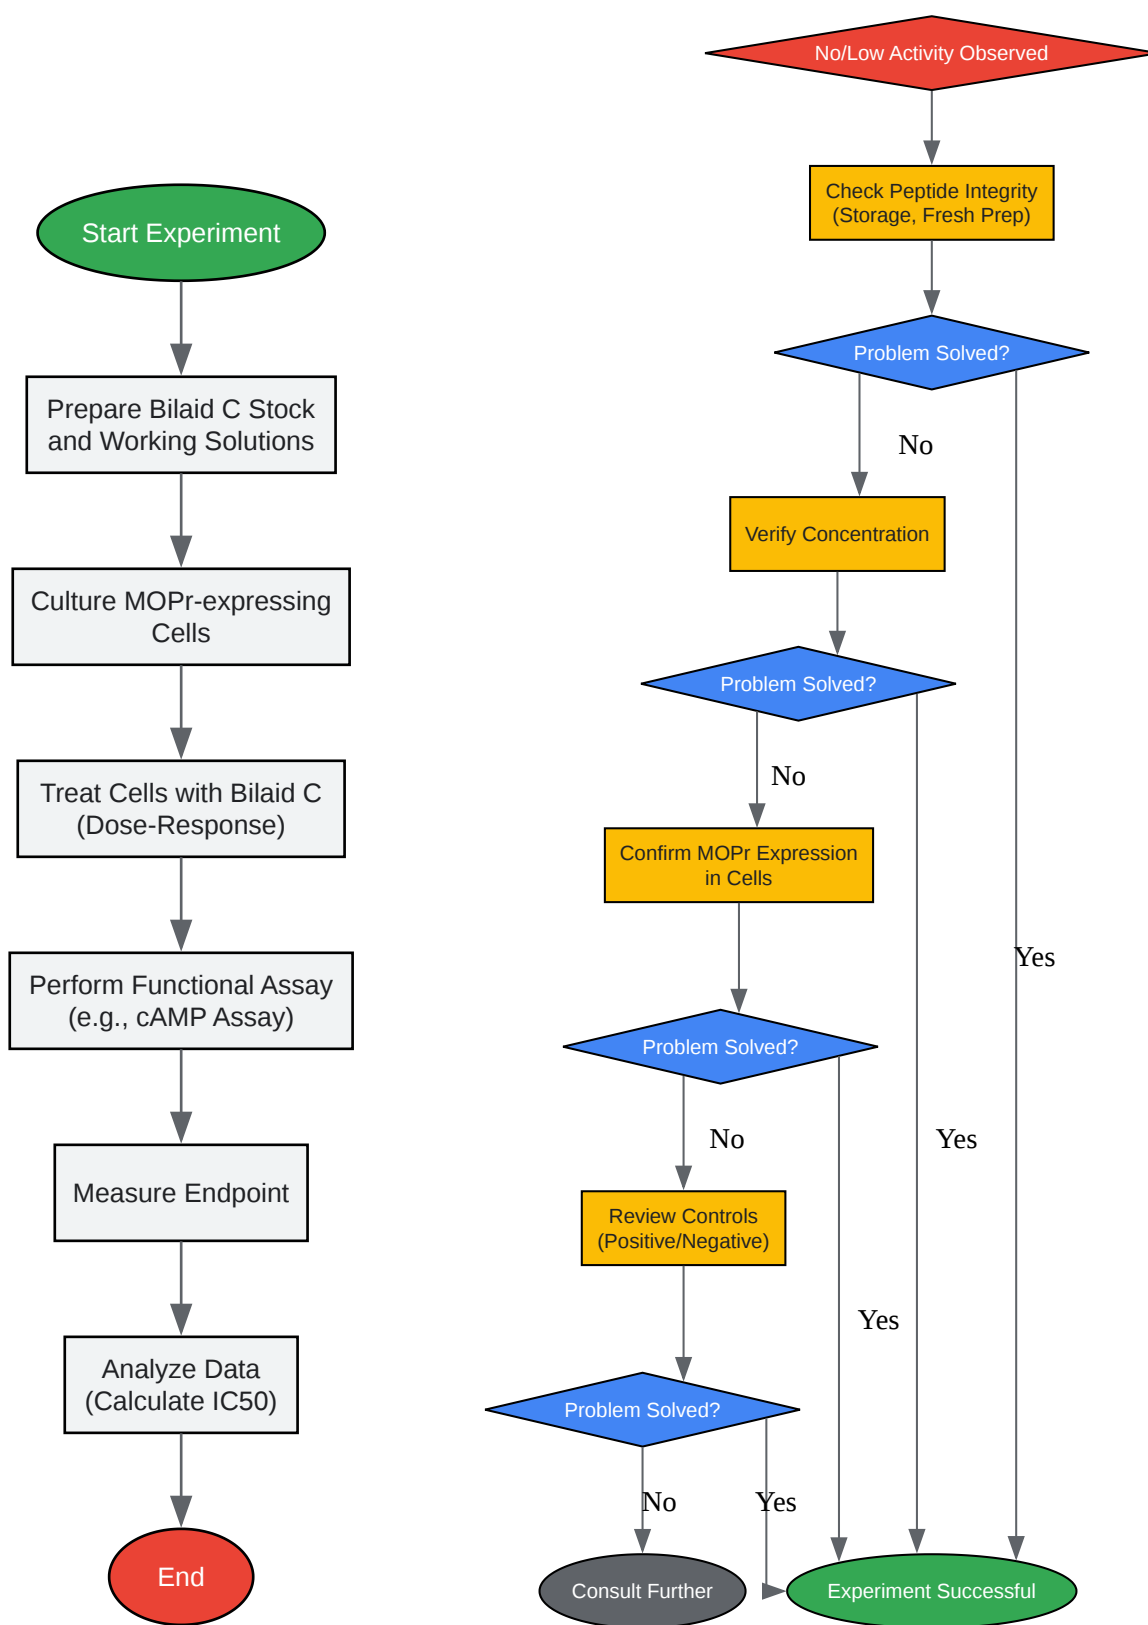 Start Experiment
Prepare Bilaid C Stock
and Working Solutions
Culture MOPr-expressing
Cells
Treat Cells with Bilaid C
(Dose-Response)
Perform Functional Assay
(e.g., cAMP Assay)
Measure Endpoint
Analyze Data
(Calculate IC50)
End
No/Low Activity Observed
Check Peptide Integrity
(Storage, Fresh Prep)
Problem Solved?
No
Verify Concentration
Problem Solved?
No
Confirm MOPr Expression
in Cells
Yes
Problem Solved?
No
Yes
Review Controls
(Positive/Negative)
Yes
Problem Solved?
No
Yes
Consult Further
Experiment Successful